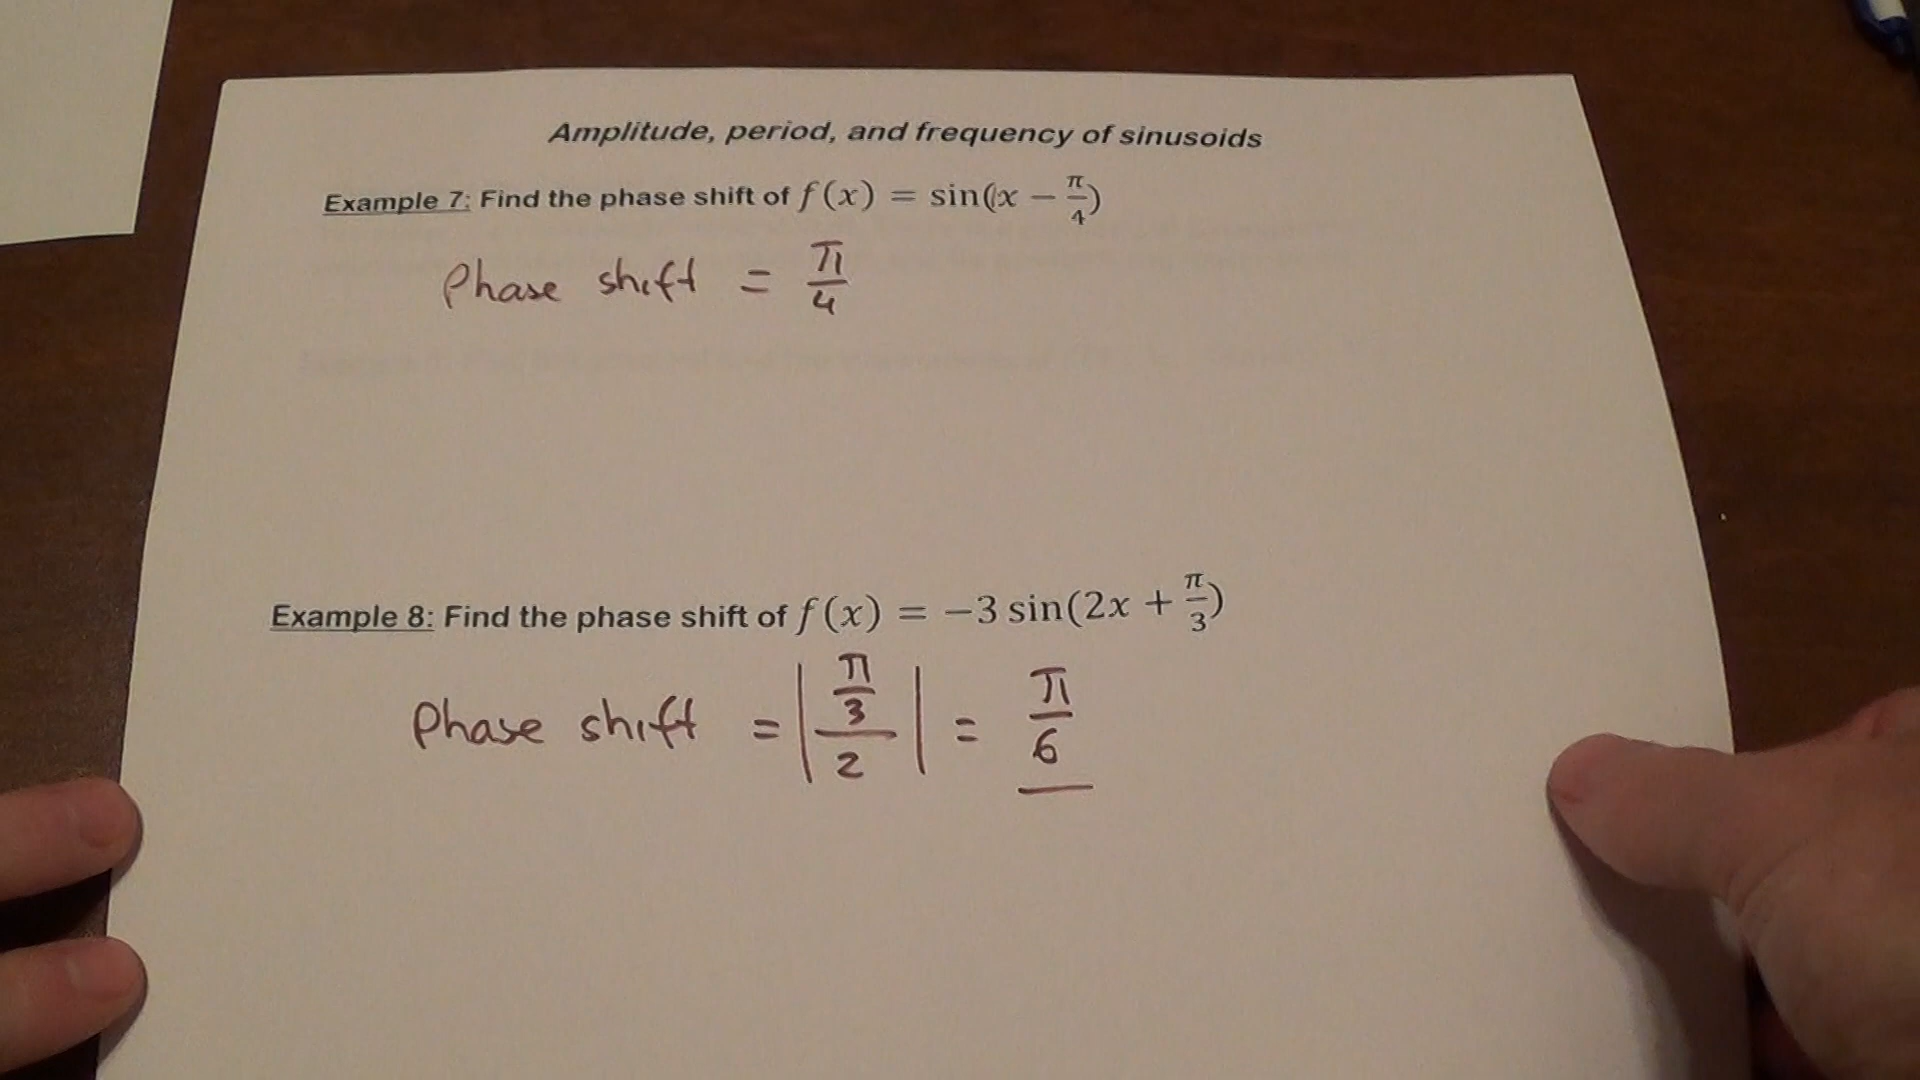 Amplitude, period, and frequency of sinusoids
Example 7: Find the phase shift of f(x) = sin(x − π/4)
Phase shift = π/4
Example 8: Find the phase shift of f(x) = −3 sin(2x + π/3)
Phase shift = |(π/3)/2| = π/6